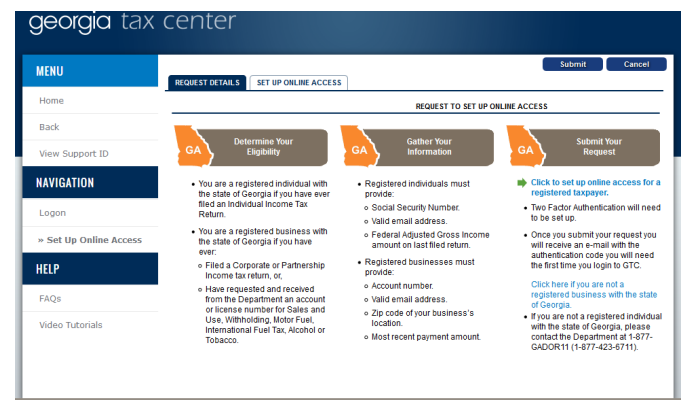 georgia tax center
MENU
Home
Back
View Support ID
NAVIGATION
Logon
» Set Up Online Access
HELP
FAQs
Video Tutorials
Submit
Cancel
REQUEST DETAILS
SET UP ONLINE ACCESS
REQUEST TO SET UP ONLINE ACCESS
GA
Determine Your
Eligibility
• You are a registered individual with
the state of Georgia if you have ever
filed an Individual Income Tax
Return.
• You are a registered business with
the state of Georgia if you have
ever:
o Filed a Corporate or Partnership
Income tax return, or,
o Have requested and received
from the Department an account
or license number for Sales and
Use, Withholding, Motor Fuel,
International Fuel Tax, Alcohol or
Tobacco.
GA
Gather Your
Information
• Registered individuals must
provide:
o Social Security Number.
o Valid email address.
o Federal Adjusted Gross Income
amount on last filed return.
• Registered businesses must
provide:
o Account number.
o Valid email address.
o Zip code of your business's
location.
o Most recent payment amount.
GA
Submit Your
Request
Click to set up online access for a
registered taxpayer.
• Two Factor Authentication will need
to be set up.
• Once you submit your request you
will receive an e-mail with the
authentication code you will need
the first time you login to GTC.
Click here if you are not a
registered business with the state
of Georgia.
• If you are not a registered individual
with the state of Georgia, please
contact the Department at 1-877-
GADOR11 (1-877-423-6711).